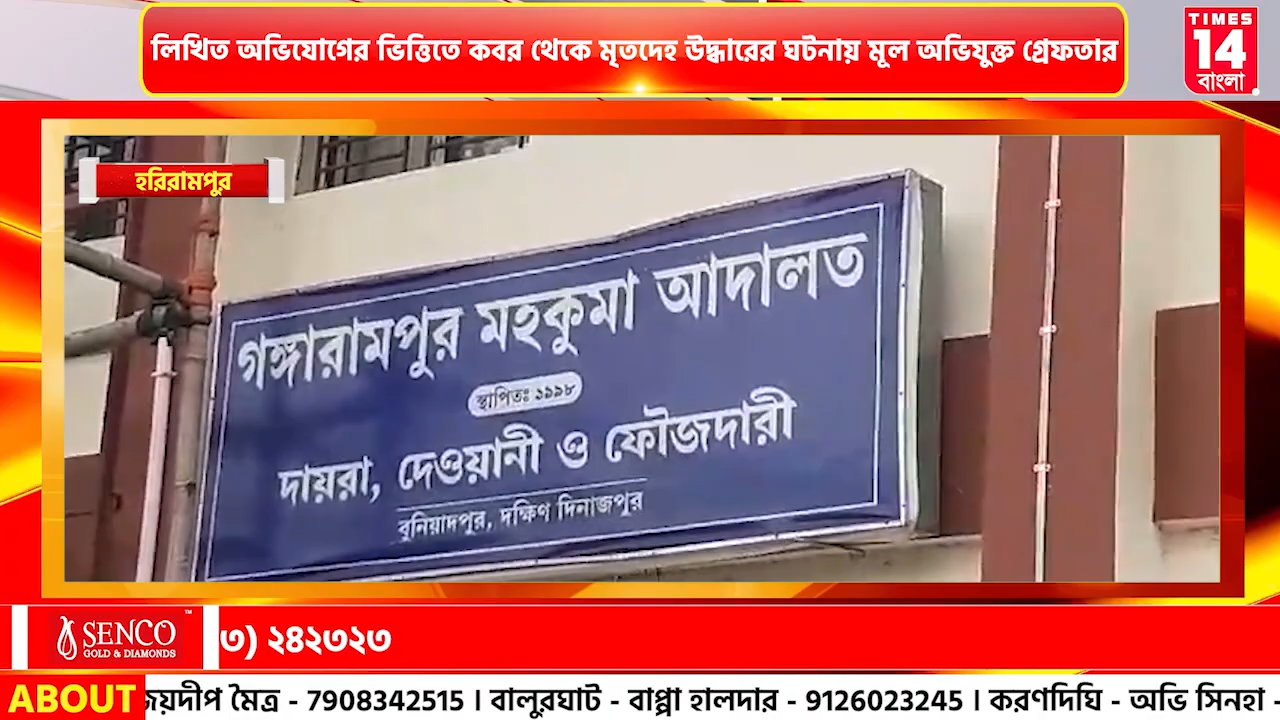 লিখিত অভিযোগের ভিত্তিতে কবর থেকে মৃতদেহ উদ্ধারের ঘটনায় মূল অভিযুক্ত গ্রেফতার
TIMES
14
বাংলা
হরিরামপুর
গঙ্গারামপুর মহকুমা আদালত
স্থাপিতঃ ১৯৯৮
দায়রা, দেওয়ানী ও ফৌজদারী
বুনিয়াদপুর, দক্ষিণ দিনাজপুর
SENCO™
GOLD & DIAMONDS
৩) ২৪২৩২৩
ABOUT
জয়দীপ মৈত্র - 7908342515 । বালুরঘাট - বাপ্পা হালদার - 9126023245 । করণদিঘি - অভি সিনহা -